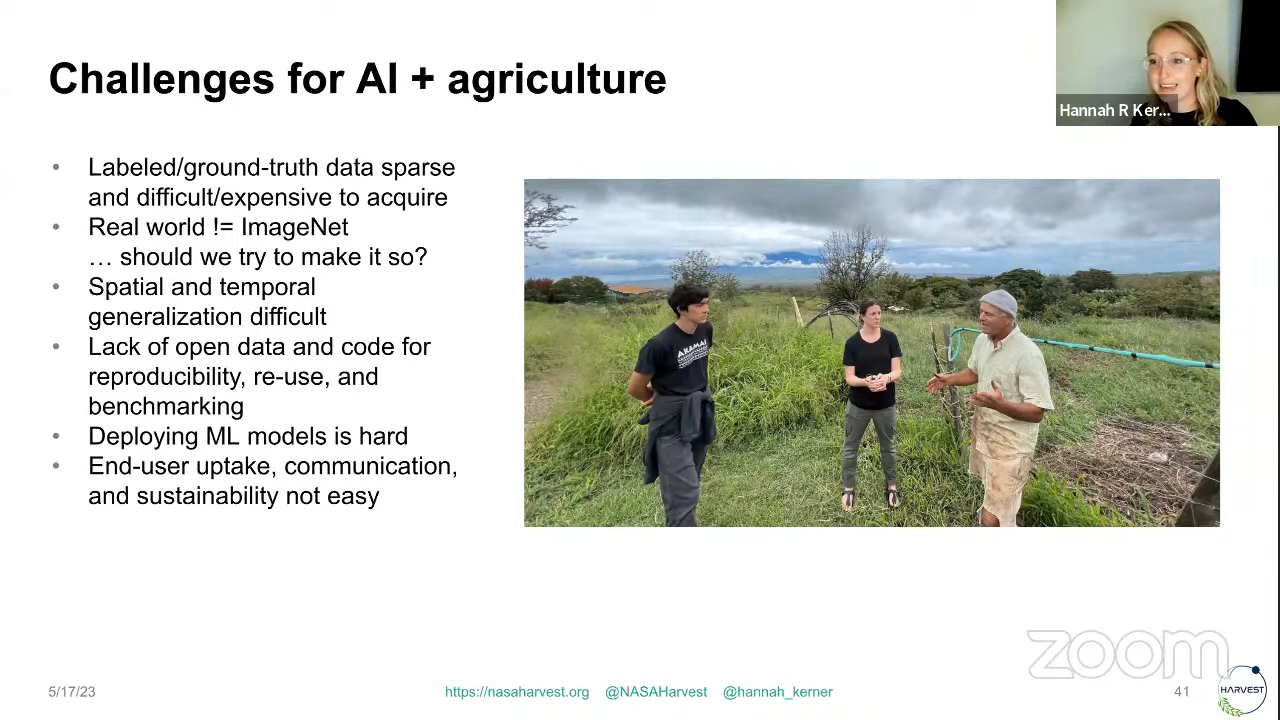 Challenges for AI + agriculture
Hannah R Ker...
• Labeled/ground-truth data sparse
and difficult/expensive to acquire
• Real world != ImageNet
… should we try to make it so?
• Spatial and temporal
generalization difficult
• Lack of open data and code for
reproducibility, re-use, and
benchmarking
• Deploying ML models is hard
• End-user uptake, communication,
and sustainability not easy
AKAMAI
zoom
5/17/23
https://nasaharvest.org @NASAHarvest @hannah_kerner
41
HARVEST